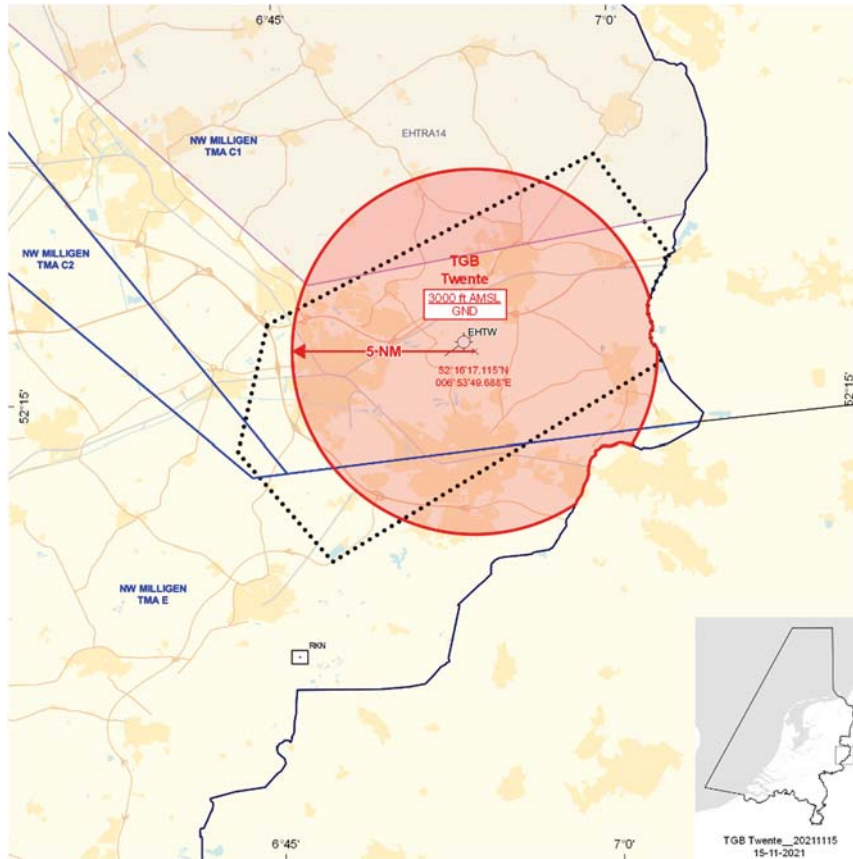 6°45'
7°0'
NW MILLIGEN
TMA C1
EHTRA14
NW MILLIGEN
TMA C2
TGB
Twente
3000 ft AMSL
GND
EHTW
5 NM
52°16'17.115"N
006°53'49.688"E
52°15'
52°15'
NW MILLIGEN
TMA E
RKN
6°45'
7°0'
TGB Twente__20211115
15-11-2021